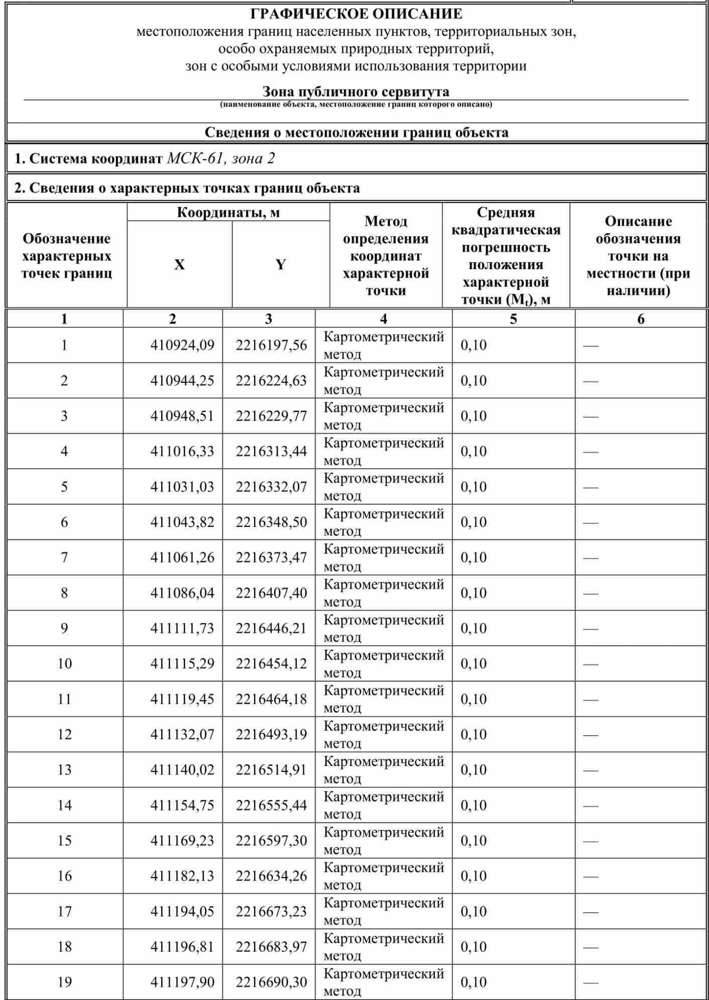 ГРАФИЧЕСКОЕ ОПИСАНИЕ
местоположения границ населенных пунктов, территориальных зон,
особо охраняемых природных территорий,
зон с особыми условиями использования территории
Зона публичного сервитута
(наименование объекта, местоположение границ которого описано)
Сведения о местоположении границ объекта
1. Система координат МСК-61, зона 2
2. Сведения о характерных точках границ объекта
Обозначение
характерных
точек границ
Координаты, м
X
Y
Метод
определения
координат
характерной
точки
Средняя
квадратическая
погрешность
положения
характерной
точки (Mt), м
Описание
обозначения
точки на
местности (при
наличии)
1 2 3 4 5 6
1 410924,09 2216197,56 Картометрический
метод 0,10 —
2 410944,25 2216224,63 Картометрический
метод 0,10 —
3 410948,51 2216229,77 Картометрический
метод 0,10 —
4 411016,33 2216313,44 Картометрический
метод 0,10 —
5 411031,03 2216332,07 Картометрический
метод 0,10 —
6 411043,82 2216348,50 Картометрический
метод 0,10 —
7 411061,26 2216373,47 Картометрический
метод 0,10 —
8 411086,04 2216407,40 Картометрический
метод 0,10 —
9 411111,73 2216446,21 Картометрический
метод 0,10 —
10 411115,29 2216454,12 Картометрический
метод 0,10 —
11 411119,45 2216464,18 Картометрический
метод 0,10 —
12 411132,07 2216493,19 Картометрический
метод 0,10 —
13 411140,02 2216514,91 Картометрический
метод 0,10 —
14 411154,75 2216555,44 Картометрический
метод 0,10 —
15 411169,23 2216597,30 Картометрический
метод 0,10 —
16 411182,13 2216634,26 Картометрический
метод 0,10 —
17 411194,05 2216673,23 Картометрический
метод 0,10 —
18 411196,81 2216683,97 Картометрический
метод 0,10 —
19 411197,90 2216690,30 Картометрический
метод 0,10 —